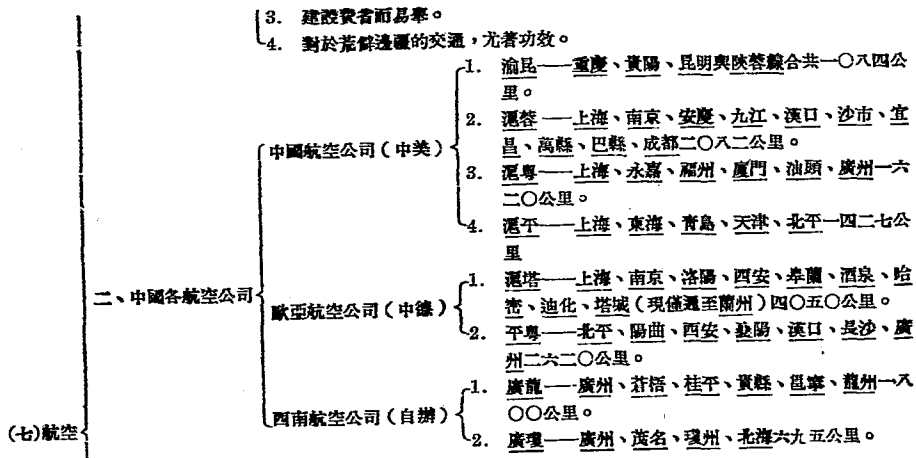 3. 建設費省而易舉。
4. 對於荒僻邊疆的交通，尤著功效。
1. 渝昆——重慶、貴陽、昆明與陝蓉線合共一〇八四公
里。
2. 滬蓉——上海、南京、安慶、九江、漢口、沙市、宜
昌、萬縣、巴縣、成都二〇八二公里。
中國航空公司（中美）
3. 滬粵——上海、永嘉、福州、廈門、汕頭、廣州一六
二〇公里。
4. 滬平——上海、東海、青島、天津、北平一四二七公
里
二、中國各航空公司
1. 滬塔——上海、南京、洛陽、西安、皋蘭、酒泉、哈
密、迪化、塔城（現僅通至蘭州）四〇五〇公里。
歐亞航空公司（中德）
2. 平粵——北平、陽曲、西安、陽、漢口、長沙、廣
州二六二〇公里。
1. 廣龍——廣州、蒼梧、桂平、貴縣、邕寧、龍州一八
〇〇公里。
西南航空公司（自辦）
2. 廣瓊——廣州、茂名、瓊州、北海六九五公里。
(七)航空